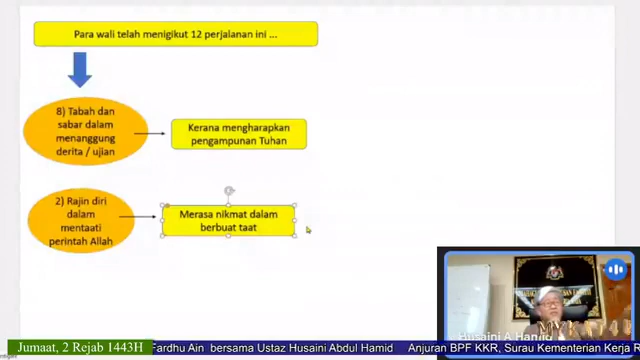 Para wali telah menigikut 12 perjalanan ini ...
8) Tabah dan
sabar dalam
menanggung
derita / ujian
Kerana mengharapkan
pengampunan Tuhan
2) Rajin diri
dalam
mentaati
perintah Allah
Merasa nikmat dalam
berbuat taat
Husaini A Hamid
Jumaat, 2 Rejab 1443H
Fardhu Ain bersama Ustaz Husaini Abdul Hamid
Anjuran BPF KKR, Surau Kementerian Kerja R